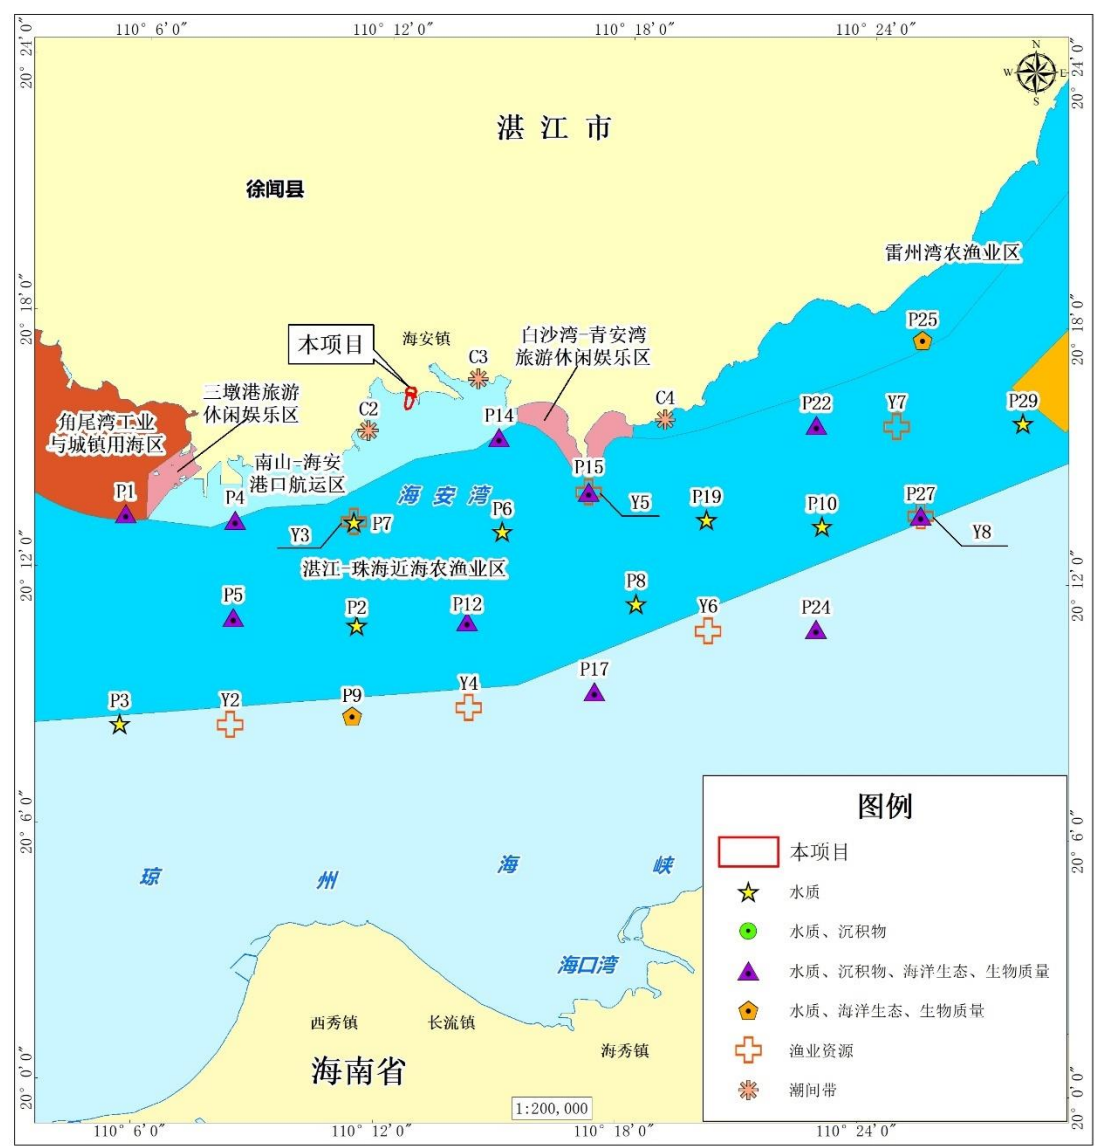 110° 6′0″
110° 12′0″
110° 18′0″
110° 24′0″
20° 24′0″
20° 24′0″
N
W
E
S
湛江市
徐闻县
雷州湾农渔业区
20° 18′0″
20° 18′0″
P25
本项目
海安镇
白沙湾-青安湾
旅游休闲娱乐区
C3
三墩港旅游
休闲娱乐区
角尾湾工业
与城镇用海区
C2
C4
P14
P22
Y7
P29
南山-海安
港口航运区
P15
P1
P4
海安湾
Y5
P19
P10
P27
P6
Y3
P7
Y8
湛江-珠海近海农渔业区
20° 12′0″
20° 12′0″
P5
P2
P12
P8
Y6
P24
P17
P3
Y2
P9
Y4
20° 6′0″
20° 6′0″
琼州海峡
海口湾
西秀镇
长流镇
海秀镇
海南省
20° 0′0″
20° 0′0″
图例
本项目
水质
水质、沉积物
水质、沉积物、海洋生态、生物质量
水质、海洋生态、生物质量
渔业资源
潮间带
1:200,000
110° 6′0″
110° 12′0″
110° 18′0″
110° 24′0″